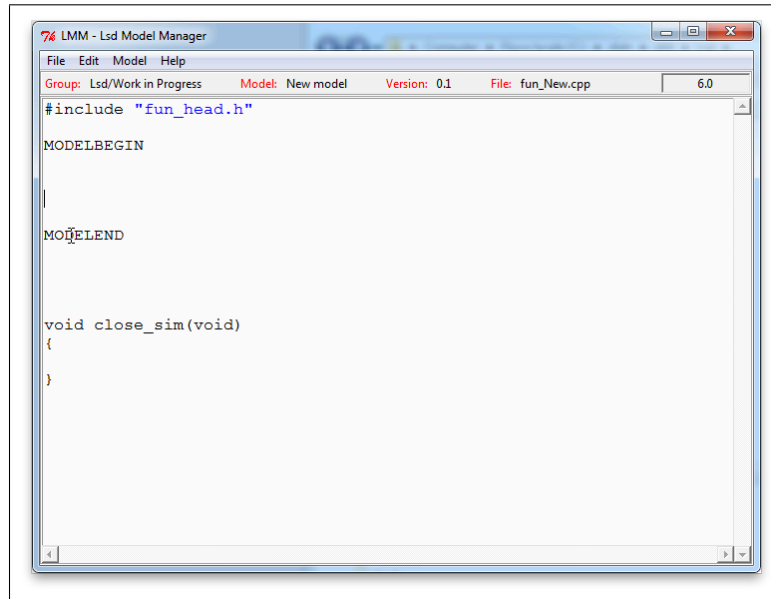 LMM - Lsd Model Manager
File Edit Model Help
Group: Lsd/Work in Progress Model: New model Version: 0.1 File: fun_New.cpp 6.0
#include "fun_head.h"
MODELBEGIN
MODELEND
void close_sim(void)
{
}